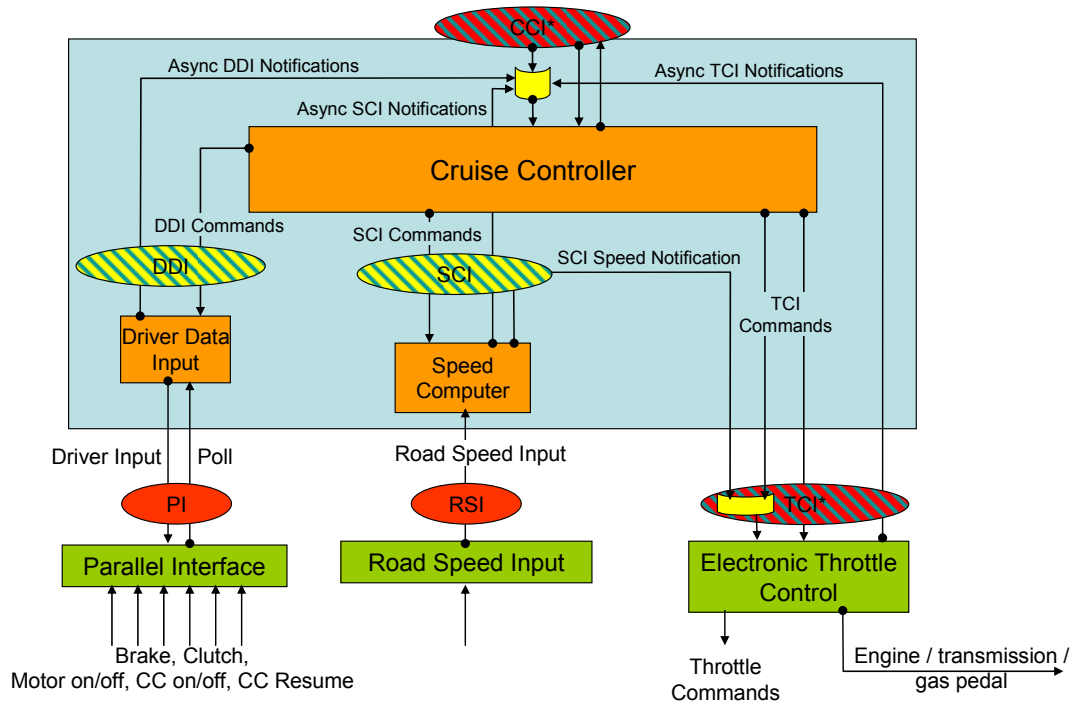 CCI*
Async DDI Notifications
Async TCI Notifications
Async SCI Notifications
Cruise Controller
DDI Commands
SCI Commands
SCI Speed Notification
DDI
SCI
TCI
Commands
Driver Data
Input
Speed
Computer
Driver Input
Poll
Road Speed Input
PI
RSI
TCI*
Parallel Interface
Road Speed Input
Electronic Throttle
Control
Brake, Clutch,
Motor on/off, CC on/off, CC Resume
Throttle
Commands
Engine / transmission /
gas pedal